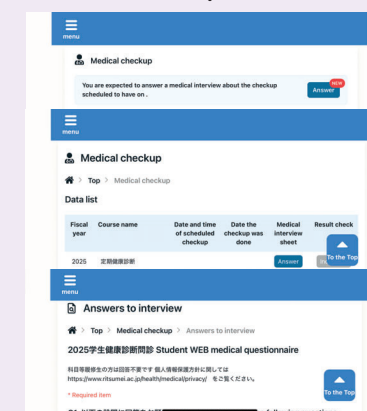 menu
Medical checkup
You are expected to answer a medical interview about the checkup
scheduled to have on .
NEW
Answer
menu
Medical checkup
Top > Medical checkup
Data list
Fiscal year
Course name
Date and time of scheduled checkup
Date the checkup was done
Medical interview sheet
Result check
2025 定期健康診断 Answer
To the Top
menu
Answers to interview
Top > Medical checkup > Answers to interview
2025学生健康診断問診 Student WEB medical questionnaire
科目等履修生の方は回答不要です 個人情報保護方針に関しては
https://www.ritsumei.ac.jp/health/medical/privacy/ をご覧ください。
* Required item
To the Top